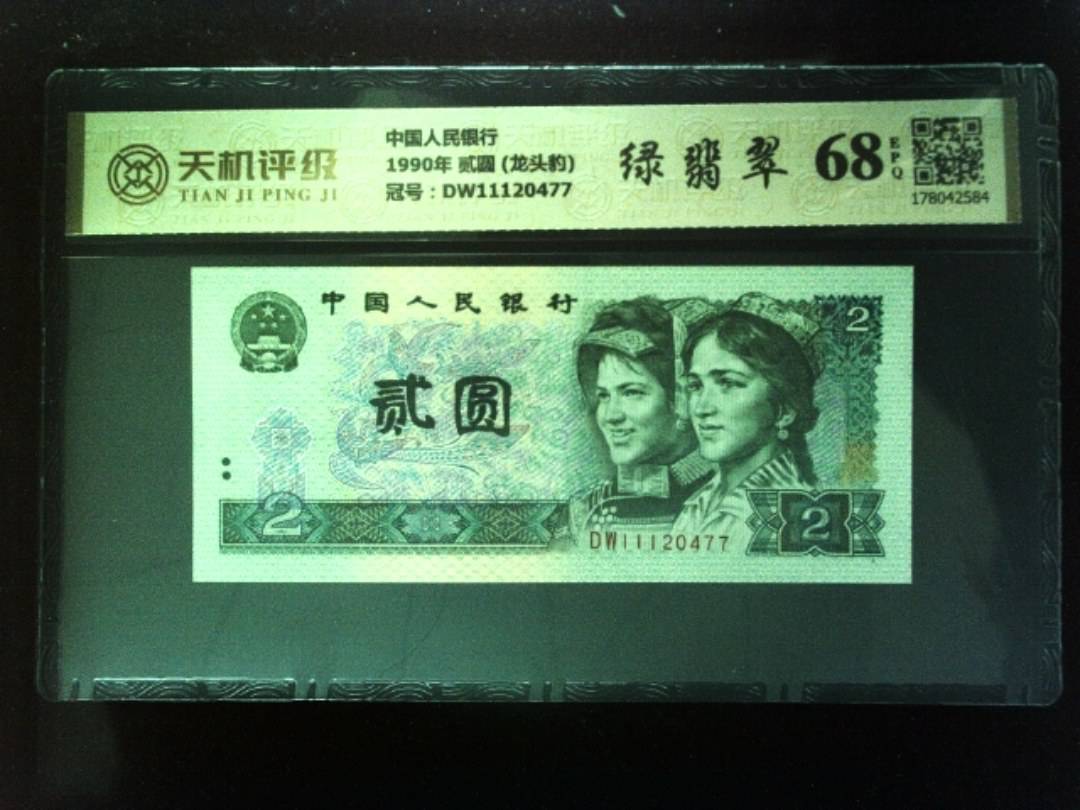 天机评级
TIAN JI PING JI
中国人民银行
1990年 贰圆 (龙头豹)
冠号：DW11120477
绿翡翠
68
EPQ
178042584
中国人民银行
2
贰圆
2
2
DW11120477